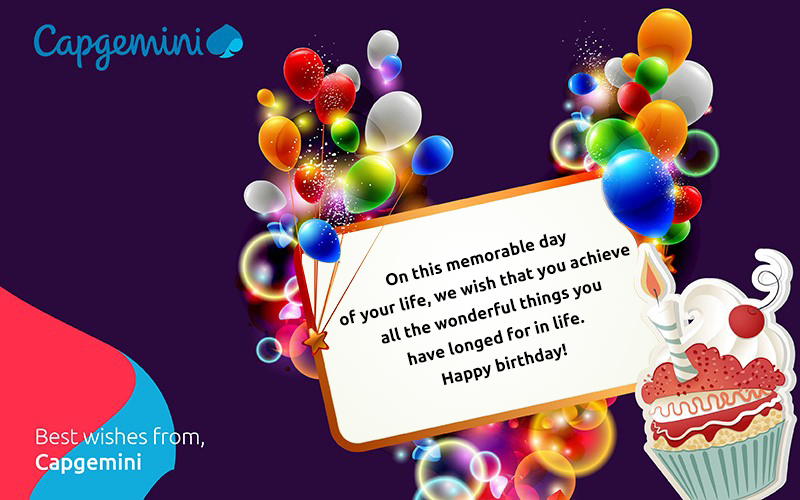 Capgemini
On this memorable day
of your life, we wish that you achieve
all the wonderful things you
have longed for in life.
Happy birthday!
Best wishes from,
Capgemini